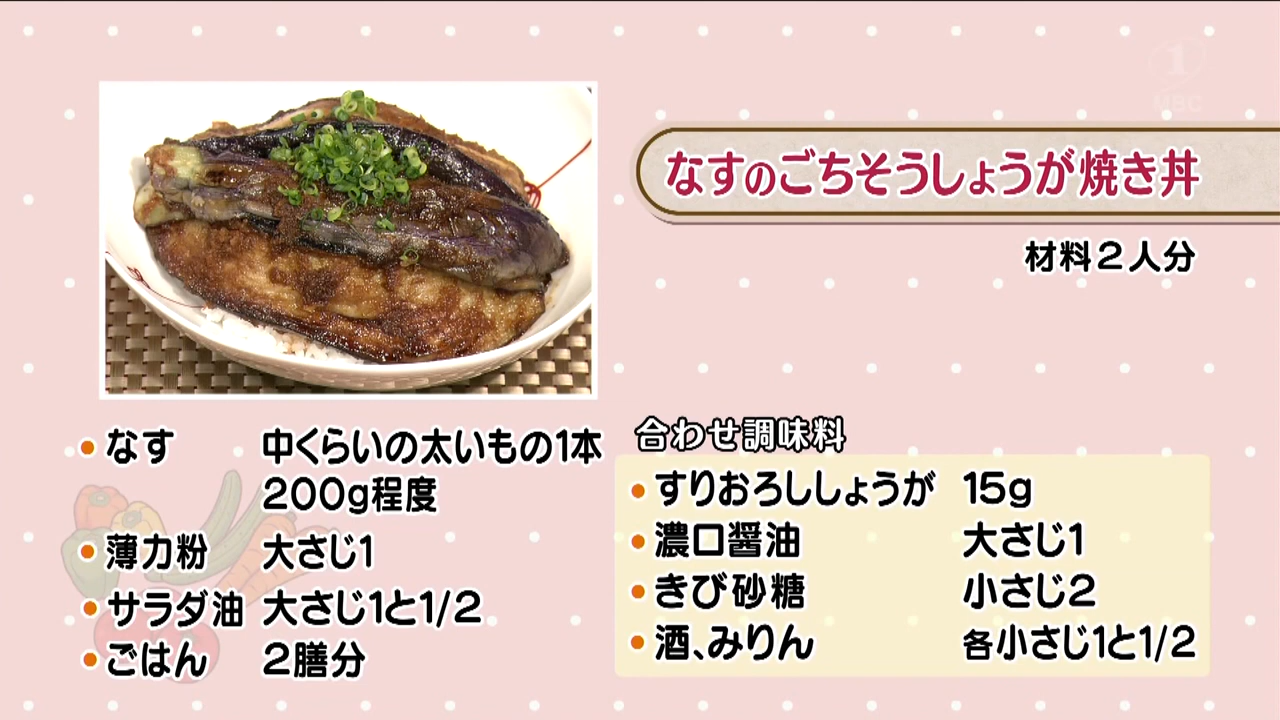 1
NBC
なすのごちそうしょうが焼き丼
材料2人分
なす 中くらいの太いもの1本
200g程度
薄力粉 大さじ1
サラダ油 大さじ1と1/2
ごはん 2膳分
合わせ調味料
すりおろししょうが 15g
濃口醤油 大さじ1
きび砂糖 小さじ2
酒、みりん 各小さじ1と1/2